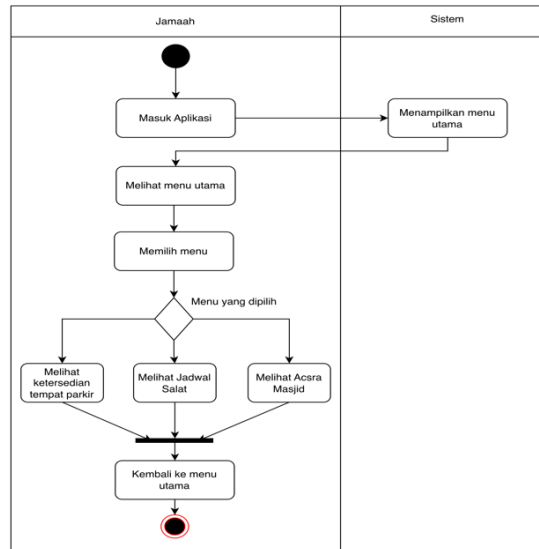 Jamaah
Sistem
Masuk Aplikasi
Menampilkan menu
utama
Melihat menu utama
Memilih menu
Menu yang dipilih
Melihat
ketersedian
tempat parkir
Melihat Jadwal
Salat
Melihat Acsra
Masjid
Kembali ke menu
utama